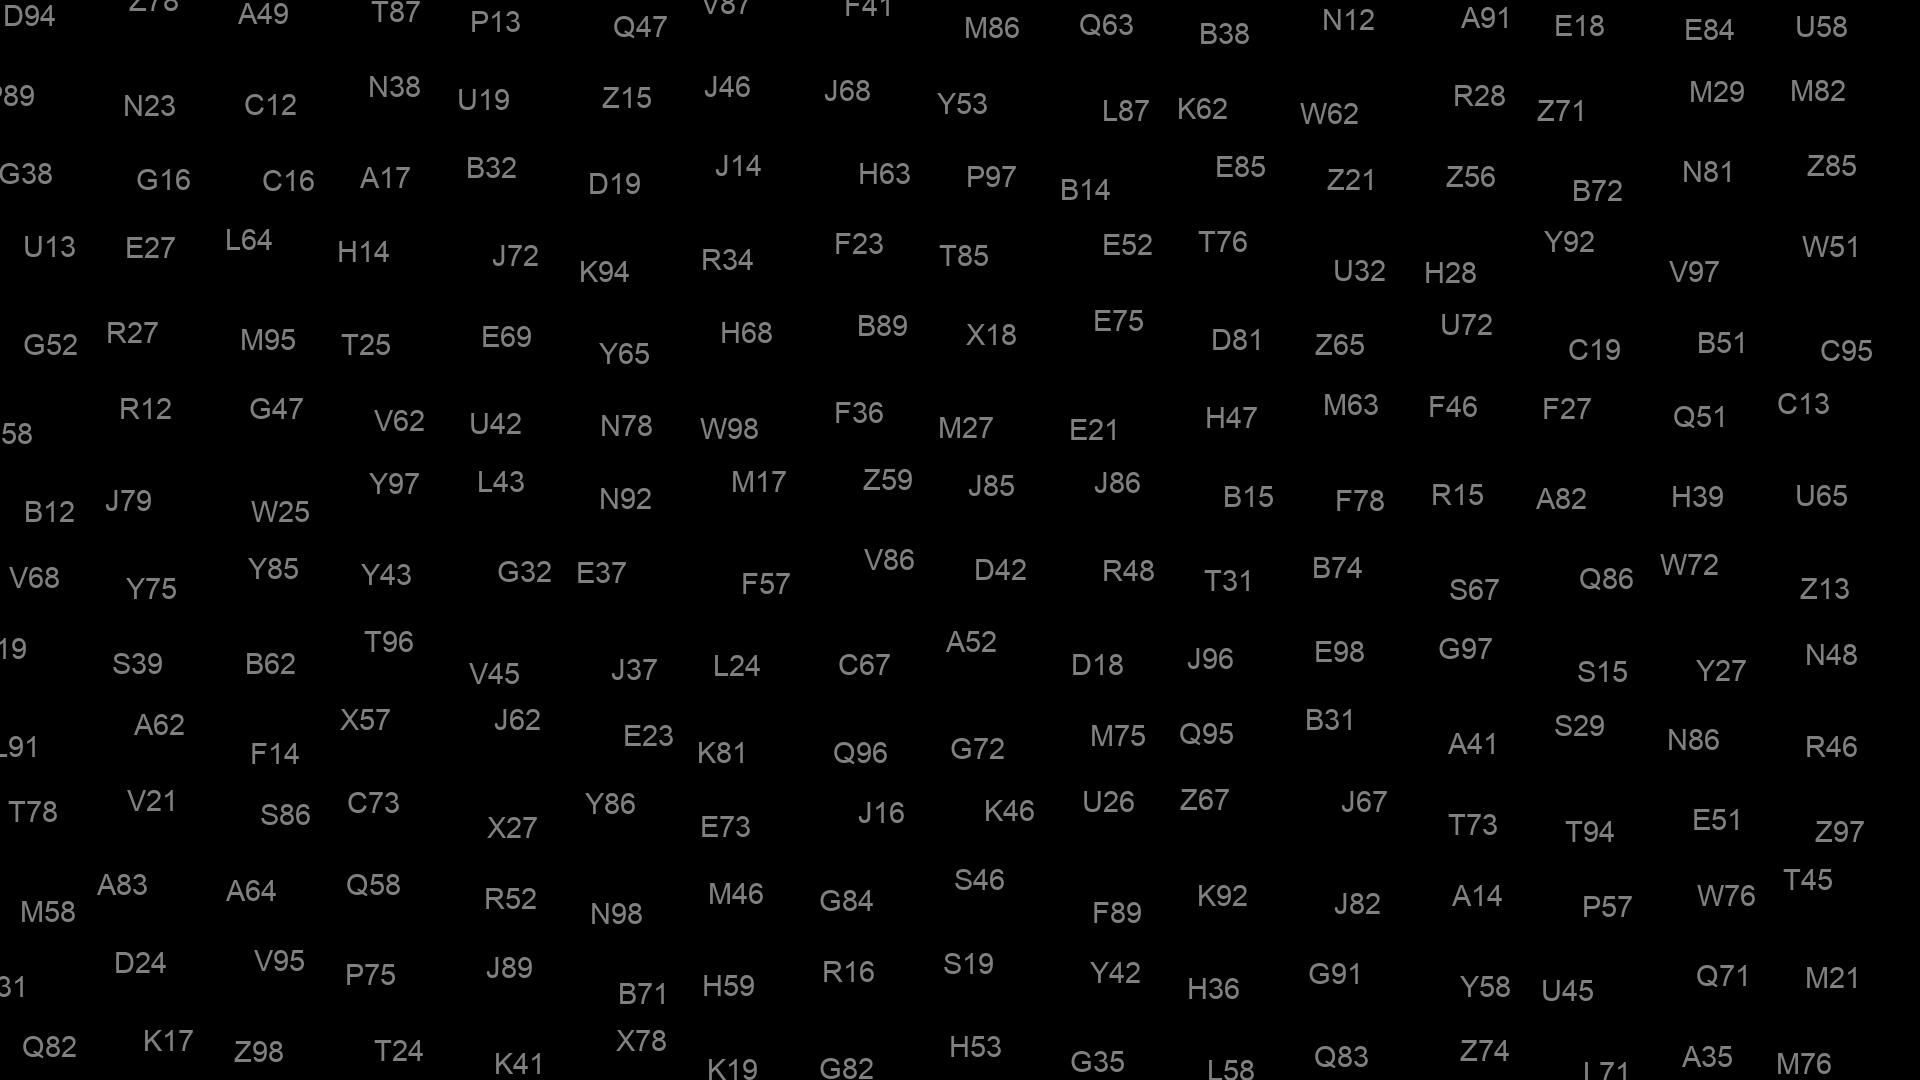 D94 Z78 A49 T87 P13 Q47 V87 F41 M86 Q63 B38 N12 A91 E18 E84 U58
P89 N23 C12 N38 U19 Z15 J46 J68 Y53 L87 K62 W62 R28 Z71 M29 M82
G38 G16 C16 A17 B32 D19 J14 H63 P97 B14 E85 Z21 Z56 B72 N81 Z85
U13 E27 L64 H14 J72 K94 R34 F23 T85 E52 T76 U32 H28 Y92 V97 W51
G52 R27 M95 T25 E69 Y65 H68 B89 X18 E75 D81 Z65 U72 C19 B51 C95
58 R12 G47 V62 U42 N78 W98 F36 M27 E21 H47 M63 F46 F27 Q51 C13
B12 J79 W25 Y97 L43 N92 M17 Z59 J85 J86 B15 F78 R15 A82 H39 U65
V68 Y75 Y85 Y43 G32 E37 F57 V86 D42 R48 T31 B74 S67 Q86 W72 Z13
19 S39 B62 T96 V45 J37 L24 C67 A52 D18 J96 E98 G97 S15 Y27 N48
L91 A62 F14 X57 J62 E23 K81 Q96 G72 M75 Q95 B31 A41 S29 N86 R46
T78 V21 S86 C73 X27 Y86 E73 J16 K46 U26 Z67 J67 T73 T94 E51 Z97
M58 A83 A64 Q58 R52 N98 M46 G84 S46 F89 K92 J82 A14 P57 W76 T45
31 D24 V95 P75 J89 B71 H59 R16 S19 Y42 H36 G91 Y58 U45 Q71 M21
Q82 K17 Z98 T24 K41 X78 K19 G82 H53 G35 L58 Q83 Z74 L71 A35 M76